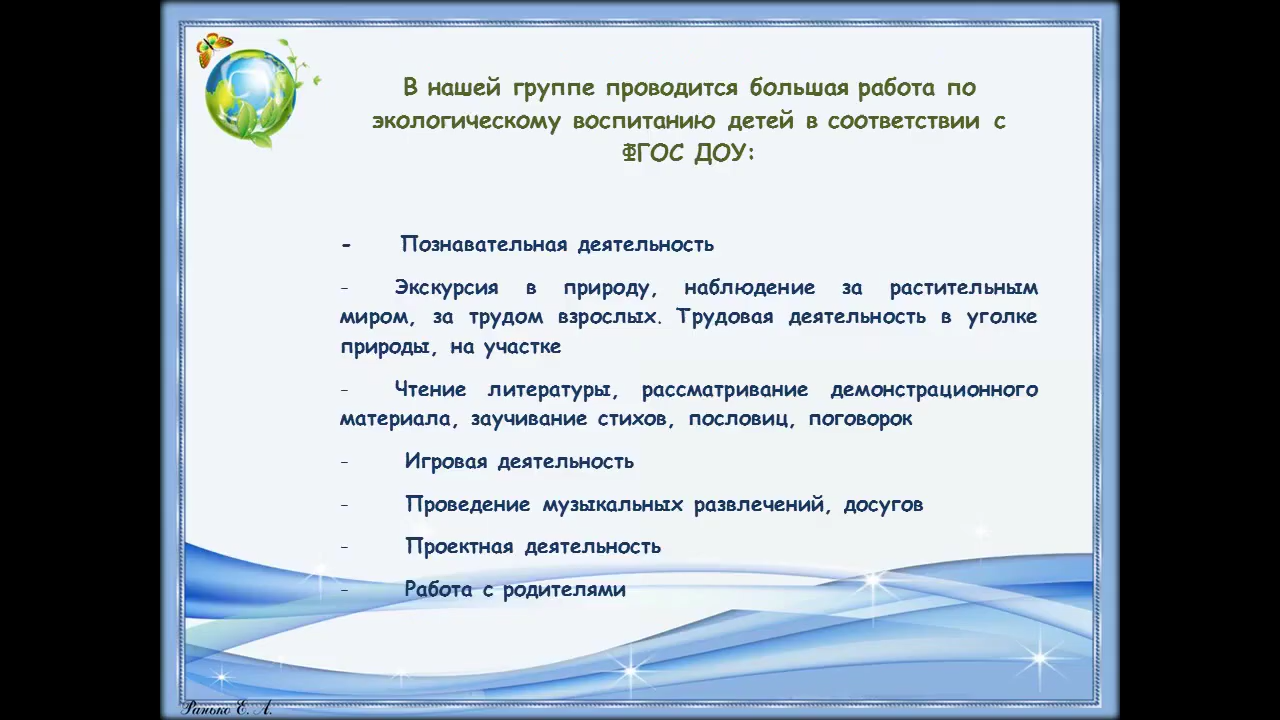 В нашей группе проводится большая работа по
экологическому воспитанию детей в соответствии с
ФГОС ДОУ:
- Познавательная деятельность
- Экскурсия в природу, наблюдение за растительным
миром, за трудом взрослых. Трудовая деятельность в уголке
природы, на участке
- Чтение литературы, рассматривание демонстрационного
материала, заучивание стихов, пословиц, поговорок
- Игровая деятельность
- Проведение музыкальных развлечений, досугов
- Проектная деятельность
- Работа с родителями
Ранько Е. А.